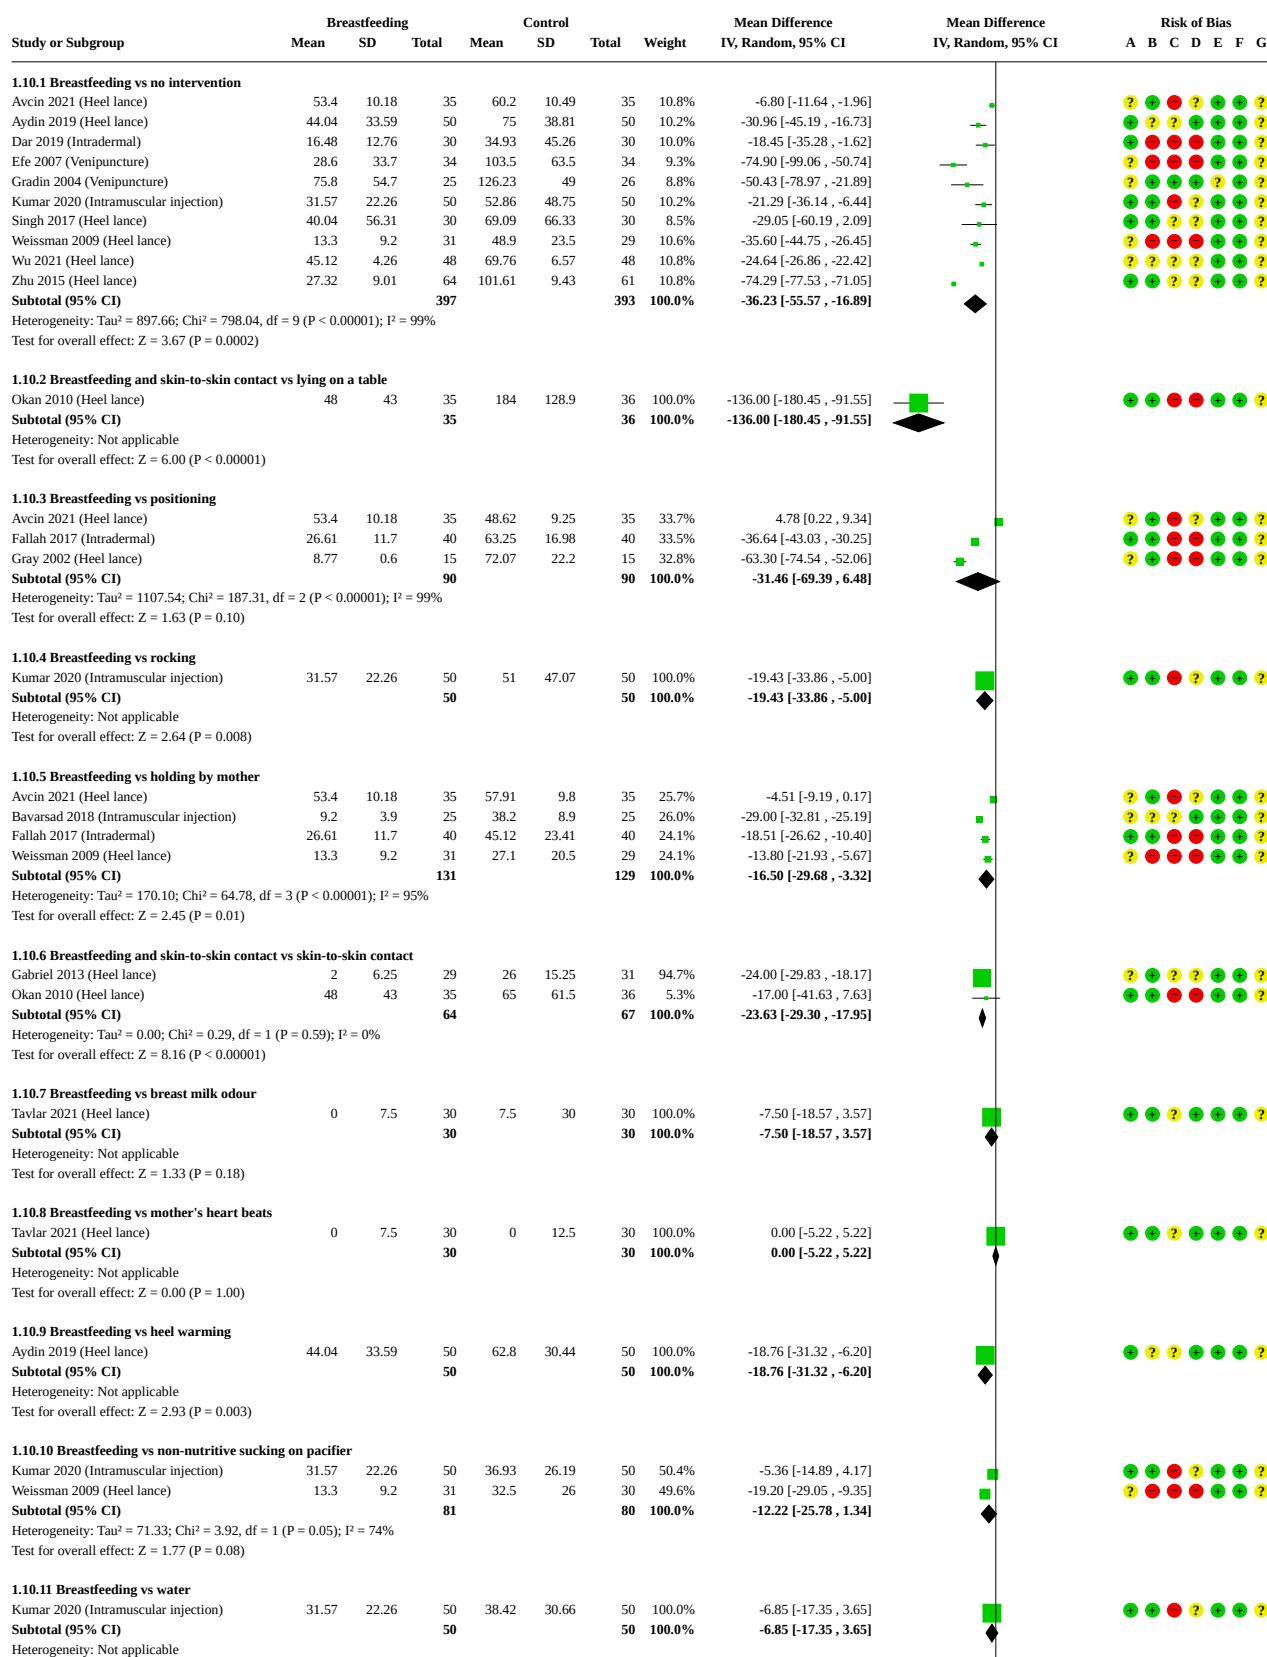 Breastfeeding Control Mean Difference Mean Difference Risk of Bias
Study or Subgroup Mean SD Total Mean SD Total Weight IV, Random, 95% CI IV, Random, 95% CI A B C D E F G
1.10.1 Breastfeeding vs no intervention
Avcin 2021 (Heel lance) 53.4 10.18 35 60.2 10.49 35 10.8% -6.80 [-11.64 , -1.96] ? + − ? + + ?
Aydin 2019 (Heel lance) 44.04 33.59 50 75 38.81 50 10.2% -30.96 [-45.19 , -16.73] + ? ? + + + ?
Dar 2019 (Intradermal) 16.48 12.76 30 34.93 45.26 30 10.0% -18.45 [-35.28 , -1.62] + − − − + + ?
Efe 2007 (Venipuncture) 28.6 33.7 34 103.5 63.5 34 9.3% -74.90 [-99.06 , -50.74] ? − − − + + ?
Gradin 2004 (Venipuncture) 75.8 54.7 25 126.23 49 26 8.8% -50.43 [-78.97 , -21.89] ? + + + ? + ?
Kumar 2020 (Intramuscular injection) 31.57 22.26 50 52.86 48.75 50 10.2% -21.29 [-36.14 , -6.44] + + − ? + + ?
Singh 2017 (Heel lance) 40.04 56.31 30 69.09 66.33 30 8.5% -29.05 [-60.19 , 2.09] + + ? ? + + ?
Weissman 2009 (Heel lance) 13.3 9.2 31 48.9 23.5 29 10.6% -35.60 [-44.75 , -26.45] ? − − − + + ?
Wu 2021 (Heel lance) 45.12 4.26 48 69.76 6.57 48 10.8% -24.64 [-26.86 , -22.42] ? ? ? ? + + ?
Zhu 2015 (Heel lance) 27.32 9.01 64 101.61 9.43 61 10.8% -74.29 [-77.53 , -71.05] + + ? ? + + ?
Subtotal (95% CI) 397 393 100.0% -36.23 [-55.57 , -16.89]
Heterogeneity: Tau² = 897.66; Chi² = 798.04, df = 9 (P < 0.00001); I² = 99%
Test for overall effect: Z = 3.67 (P = 0.0002)
1.10.2 Breastfeeding and skin-to-skin contact vs lying on a table
Okan 2010 (Heel lance) 48 43 35 184 128.9 36 100.0% -136.00 [-180.45 , -91.55] + + − − + + ?
Subtotal (95% CI) 35 36 100.0% -136.00 [-180.45 , -91.55]
Heterogeneity: Not applicable
Test for overall effect: Z = 6.00 (P < 0.00001)
1.10.3 Breastfeeding vs positioning
Avcin 2021 (Heel lance) 53.4 10.18 35 48.62 9.25 35 33.7% 4.78 [0.22 , 9.34] ? + − ? + + ?
Fallah 2017 (Intradermal) 26.61 11.7 40 63.25 16.98 40 33.5% -36.64 [-43.03 , -30.25] + + − − + + ?
Gray 2002 (Heel lance) 8.77 0.6 15 72.07 22.2 15 32.8% -63.30 [-74.54 , -52.06] ? + − − + + ?
Subtotal (95% CI) 90 90 100.0% -31.46 [-69.39 , 6.48]
Heterogeneity: Tau² = 1107.54; Chi² = 187.31, df = 2 (P < 0.00001); I² = 99%
Test for overall effect: Z = 1.63 (P = 0.10)
1.10.4 Breastfeeding vs rocking
Kumar 2020 (Intramuscular injection) 31.57 22.26 50 51 47.07 50 100.0% -19.43 [-33.86 , -5.00] + + − ? + + ?
Subtotal (95% CI) 50 50 100.0% -19.43 [-33.86 , -5.00]
Heterogeneity: Not applicable
Test for overall effect: Z = 2.64 (P = 0.008)
1.10.5 Breastfeeding vs holding by mother
Avcin 2021 (Heel lance) 53.4 10.18 35 57.91 9.8 35 25.7% -4.51 [-9.19 , 0.17] ? + − ? + + ?
Bavarsad 2018 (Intramuscular injection) 9.2 3.9 25 38.2 8.9 25 26.0% -29.00 [-32.81 , -25.19] ? ? ? + + + ?
Fallah 2017 (Intradermal) 26.61 11.7 40 45.12 23.41 40 24.1% -18.51 [-26.62 , -10.40] + + − − + + ?
Weissman 2009 (Heel lance) 13.3 9.2 31 27.1 20.5 29 24.1% -13.80 [-21.93 , -5.67] ? − − − + + ?
Subtotal (95% CI) 131 129 100.0% -16.50 [-29.68 , -3.32]
Heterogeneity: Tau² = 170.10; Chi² = 64.78, df = 3 (P < 0.00001); I² = 95%
Test for overall effect: Z = 2.45 (P = 0.01)
1.10.6 Breastfeeding and skin-to-skin contact vs skin-to-skin contact
Gabriel 2013 (Heel lance) 2 6.25 29 26 15.25 31 94.7% -24.00 [-29.83 , -18.17] ? + ? ? + + ?
Okan 2010 (Heel lance) 48 43 35 65 61.5 36 5.3% -17.00 [-41.63 , 7.63] + + − − + + ?
Subtotal (95% CI) 64 67 100.0% -23.63 [-29.30 , -17.95]
Heterogeneity: Tau² = 0.00; Chi² = 0.29, df = 1 (P = 0.59); I² = 0%
Test for overall effect: Z = 8.16 (P < 0.00001)
1.10.7 Breastfeeding vs breast milk odour
Tavlar 2021 (Heel lance) 0 7.5 30 7.5 30 30 100.0% -7.50 [-18.57 , 3.57] + + ? + + + ?
Subtotal (95% CI) 30 30 100.0% -7.50 [-18.57 , 3.57]
Heterogeneity: Not applicable
Test for overall effect: Z = 1.33 (P = 0.18)
1.10.8 Breastfeeding vs mother's heart beats
Tavlar 2021 (Heel lance) 0 7.5 30 0 12.5 30 100.0% 0.00 [-5.22 , 5.22] + + ? + + + ?
Subtotal (95% CI) 30 30 100.0% 0.00 [-5.22 , 5.22]
Heterogeneity: Not applicable
Test for overall effect: Z = 0.00 (P = 1.00)
1.10.9 Breastfeeding vs heel warming
Aydin 2019 (Heel lance) 44.04 33.59 50 62.8 30.44 50 100.0% -18.76 [-31.32 , -6.20] + ? ? + + + ?
Subtotal (95% CI) 50 50 100.0% -18.76 [-31.32 , -6.20]
Heterogeneity: Not applicable
Test for overall effect: Z = 2.93 (P = 0.003)
1.10.10 Breastfeeding vs non-nutritive sucking on pacifier
Kumar 2020 (Intramuscular injection) 31.57 22.26 50 36.93 26.19 50 50.4% -5.36 [-14.89 , 4.17] + + − ? + + ?
Weissman 2009 (Heel lance) 13.3 9.2 31 32.5 26 30 49.6% -19.20 [-29.05 , -9.35] ? − − − + + ?
Subtotal (95% CI) 81 80 100.0% -12.22 [-25.78 , 1.34]
Heterogeneity: Tau² = 71.33; Chi² = 3.92, df = 1 (P = 0.05); I² = 74%
Test for overall effect: Z = 1.77 (P = 0.08)
1.10.11 Breastfeeding vs water
Kumar 2020 (Intramuscular injection) 31.57 22.26 50 38.42 30.66 50 100.0% -6.85 [-17.35 , 3.65] + + − ? + + ?
Subtotal (95% CI) 50 50 100.0% -6.85 [-17.35 , 3.65]
Heterogeneity: Not applicable